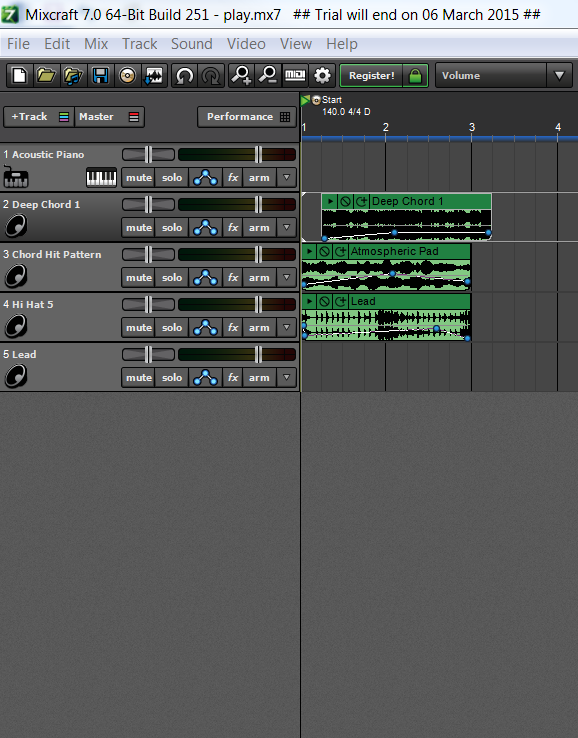 Mixcraft 7.0 64-Bit Build 251 - play.mx7   ## Trial will end on 06 March 2015 ##
File Edit Mix Track Sound Video View Help
Register! Volume
+Track Master Performance
Start
140.0 4/4 D
1 2 3 4
1 Acoustic Piano
mute solo fx arm
2 Deep Chord 1
mute solo fx arm
Deep Chord 1
3 Chord Hit Pattern
mute solo fx arm
Atmospheric Pad
4 Hi Hat 5
mute solo fx arm
Lead
5 Lead
mute solo fx arm